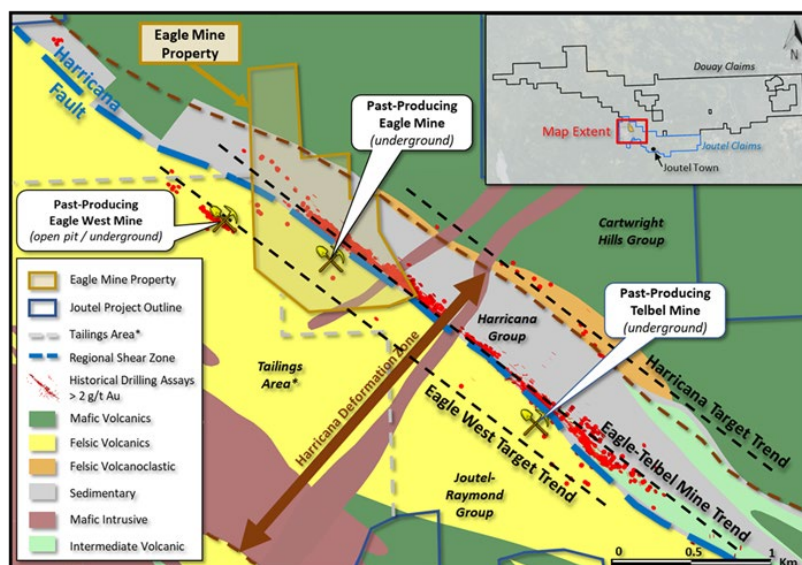 Eagle Mine
Property
Harricana
Fault
Past-Producing
Eagle Mine
(underground)
Past-Producing
Eagle West Mine
(open pit / underground)
N
Douay Claims
Map Extent
Joutel Claims
Joutel Town
Cartwright
Hills Group
Past-Producing
Telbel Mine
(underground)
Harricana
Group
Harricana Deformation Zone
Tailings
Area*
Harricana Target Trend
Eagle-Telbel Mine Trend
Eagle West Target Trend
Joutel-
Raymond
Group
Eagle Mine Property
Joutel Project Outline
Tailings Area*
Regional Shear Zone
Historical Drilling Assays
> 2 g/t Au
Mafic Volcanics
Felsic Volcanics
Felsic Volcanoclastic
Sedimentary
Mafic Intrusive
Intermediate Volcanic
0 0.5 1
Km